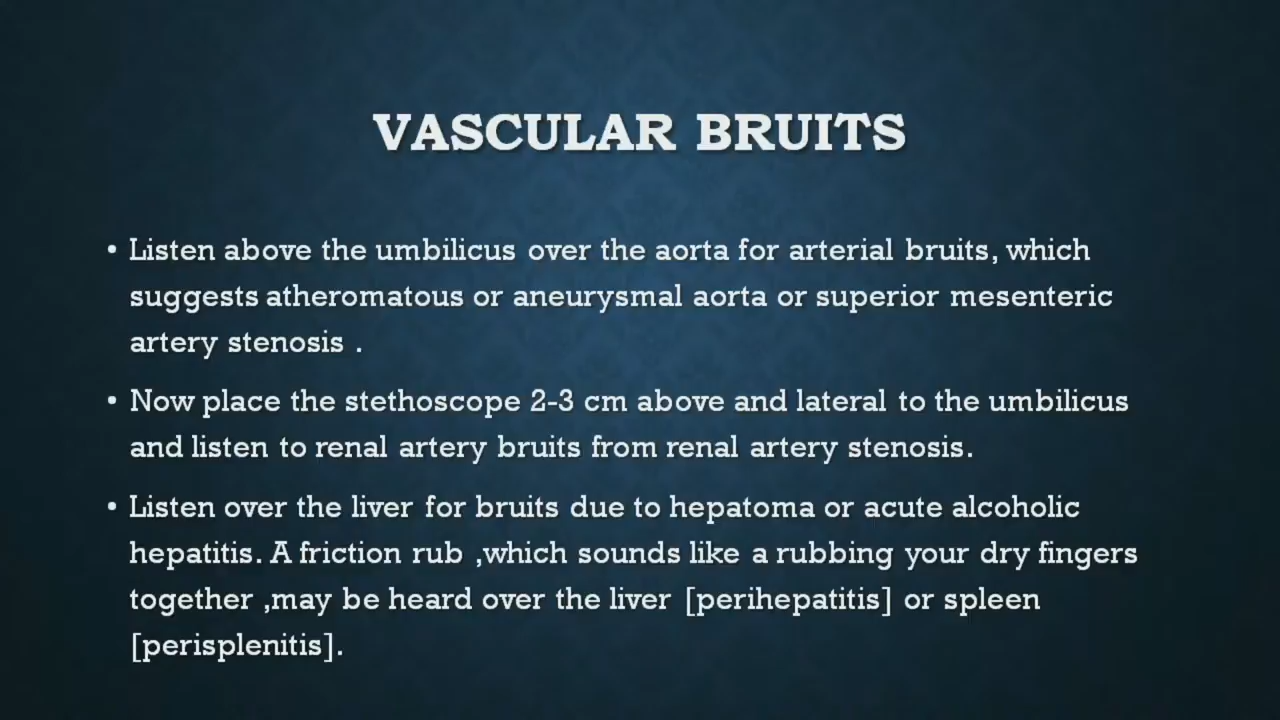 VASCULAR BRUITS
• Listen above the umbilicus over the aorta for arterial bruits, which
suggests atheromatous or aneurysmal aorta or superior mesenteric
artery stenosis .
• Now place the stethoscope 2-3 cm above and lateral to the umbilicus
and listen to renal artery bruits from renal artery stenosis.
• Listen over the liver for bruits due to hepatoma or acute alcoholic
hepatitis. A friction rub ,which sounds like a rubbing your dry fingers
together ,may be heard over the liver [perihepatitis] or spleen
[perisplenitis].